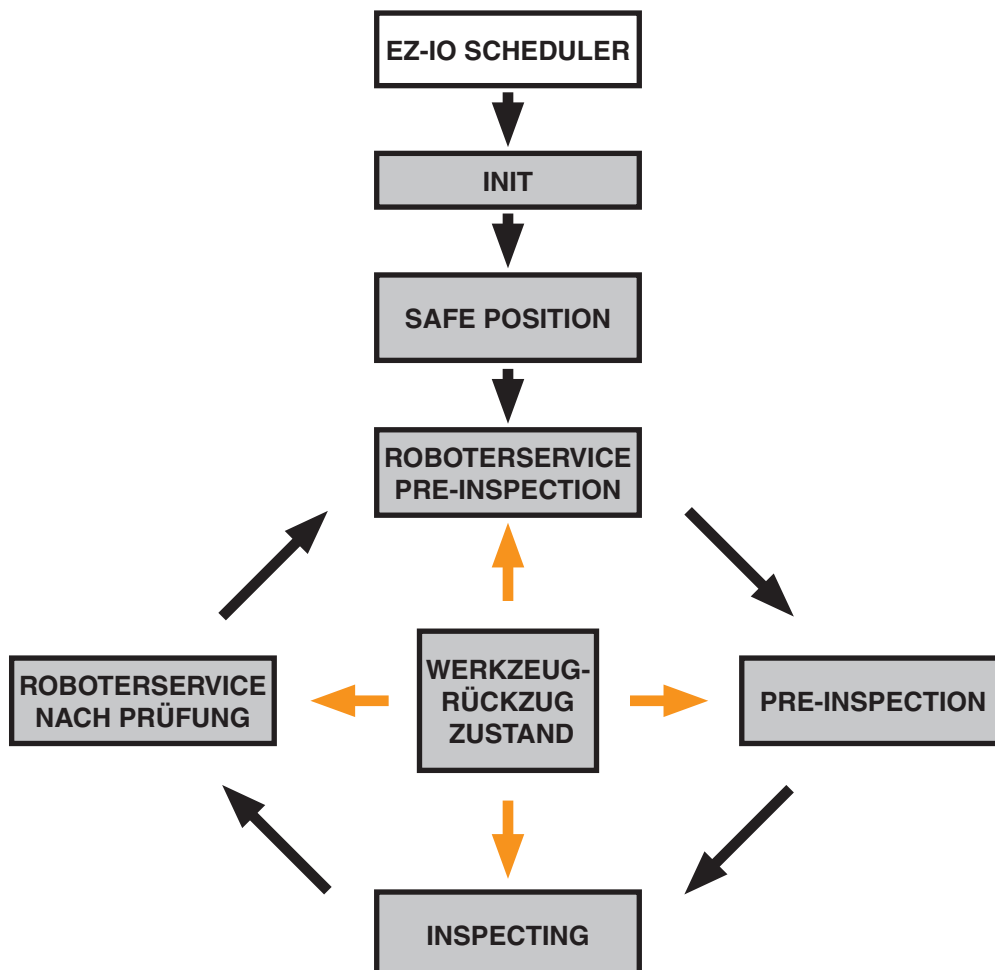 EZ-IO SCHEDULER
INIT
SAFE POSITION
ROBOTERSERVICE
PRE-INSPECTION
ROBOTERSERVICE
NACH PRÜFUNG
WERKZEUG-
RÜCKZUG
ZUSTAND
PRE-INSPECTION
INSPECTING